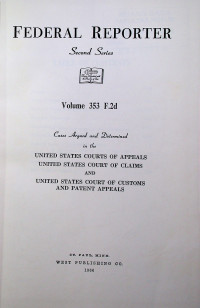 FEDERAL REPORTER
Second Series
Volume 353 F.2d
Cases Argued and Determined
in the
UNITED STATES COURTS OF APPEALS
UNITED STATES COURT OF CLAIMS
AND
UNITED STATES COURT OF CUSTOMS
AND PATENT APPEALS
ST. PAUL, MINN.
WEST PUBLISHING CO.
1966